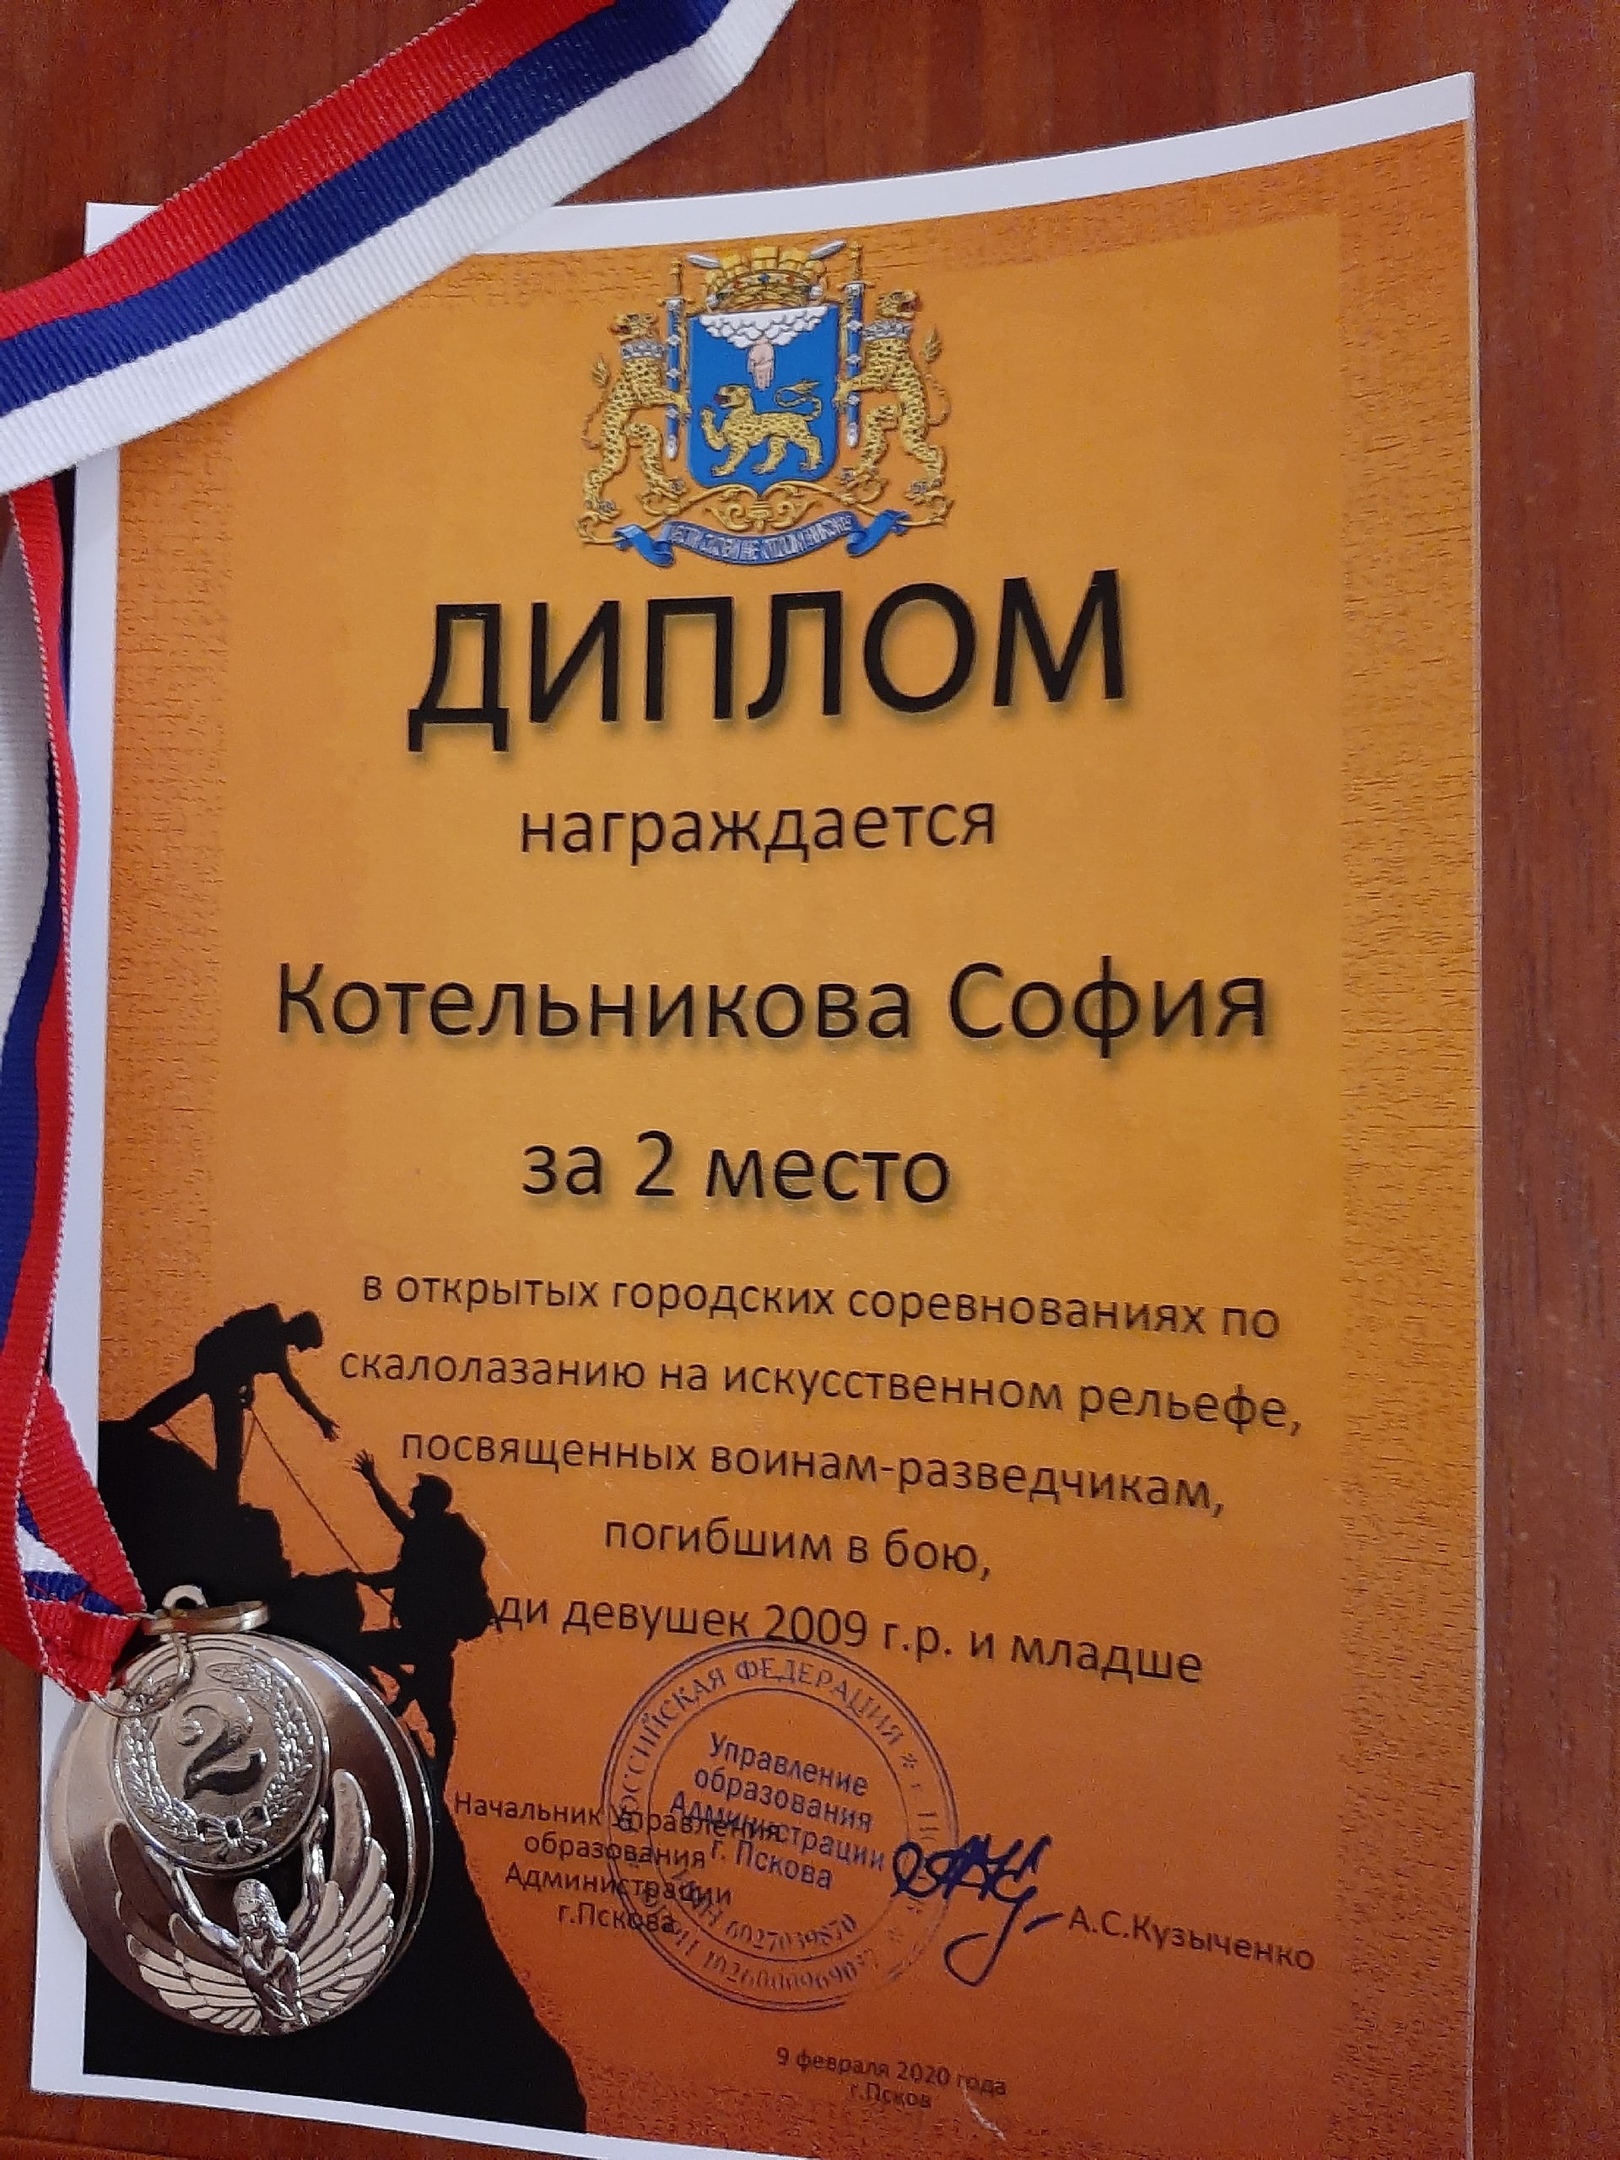 ДИПЛОМ
награждается
Котельникова София
за 2 место
в открытых городских соревнованиях по
скалолазанию на искусственном рельефе,
посвященных воинам-разведчикам,
погибшим в бою,
ди девушек 2009 г.р. и младше
РОССИЙСКАЯ ФЕДЕРАЦИЯ
Управление
образования
Администрации
г. Пскова
ИНН 6027039870
Начальник Управления
образования
Администрации
г.Пскова
А.С.Кузыченко
9 февраля 2020 года
г.Псков
2